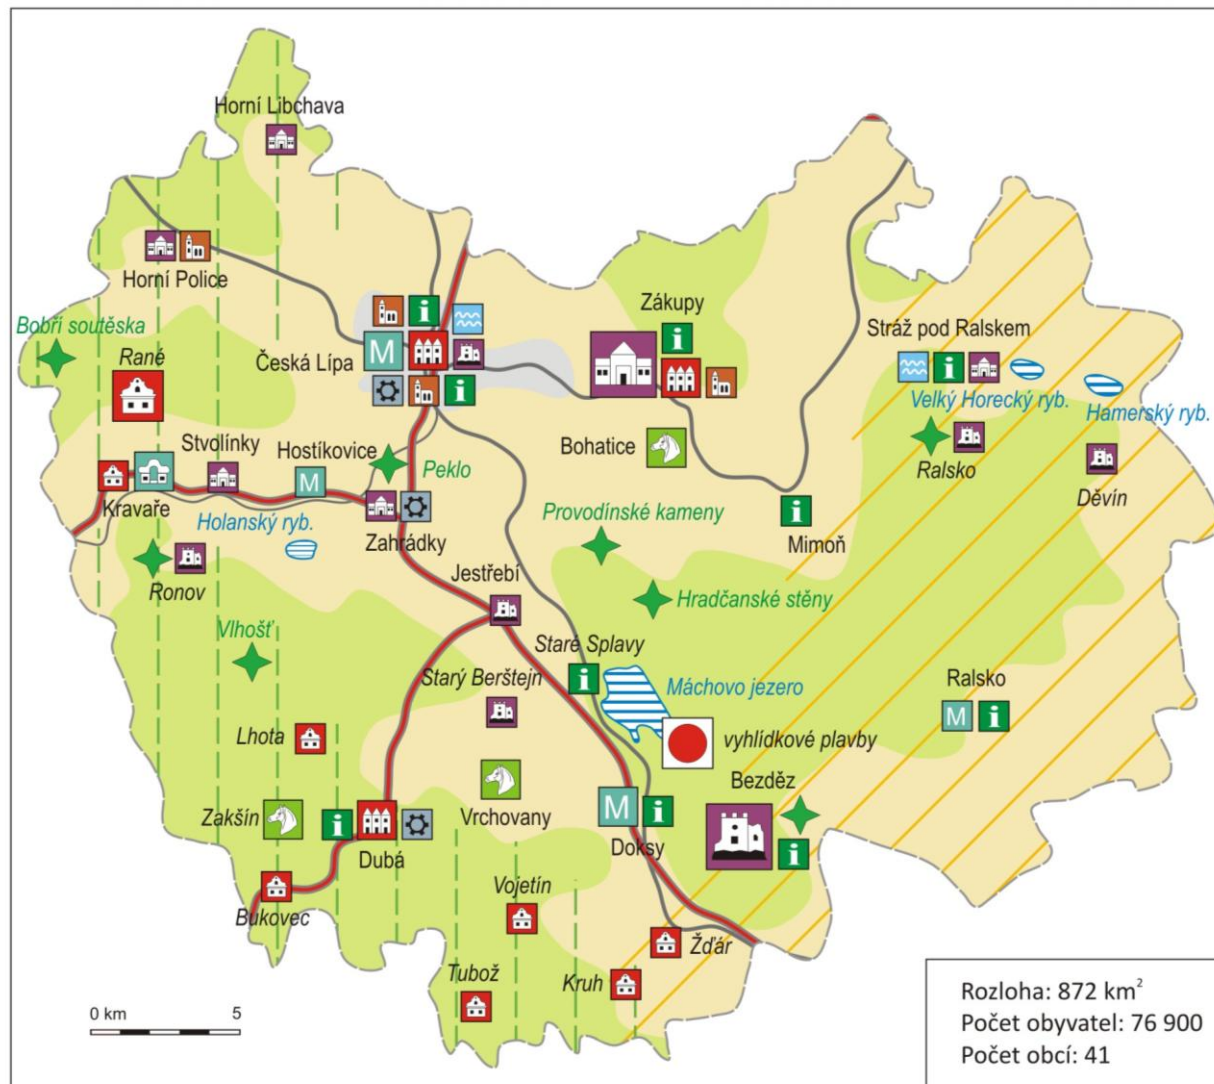 Horní Libchava
Horní Police
Bobří soutěska
Rané
Zákupy
Stráž pod Ralskem
i
i
Česká Lípa
M
i
i
Velký Horecký ryb.
Hamerský ryb.
Bohatice
Stvolínky
Hostíkovice
Peklo
M
Ralsko
Děvín
Kravaře
Holanský ryb.
Zahrádky
Provodínské kameny
i
Mimoň
Ronov
Jestřebí
Hradčanské stěny
Vlhošť
Staré Splavy
i
Starý Berštejn
Máchovo jezero
Ralsko
M
i
Lhota
vyhlídkové plavby
Bezděz
Zakšín
i
Vrchovany
M
i
Dubá
Doksy
i
Vojetín
Bukovec
Žďár
Tubož
Kruh
0 km
5
Rozloha: 872 km²
Počet obyvatel: 76 900
Počet obcí: 41